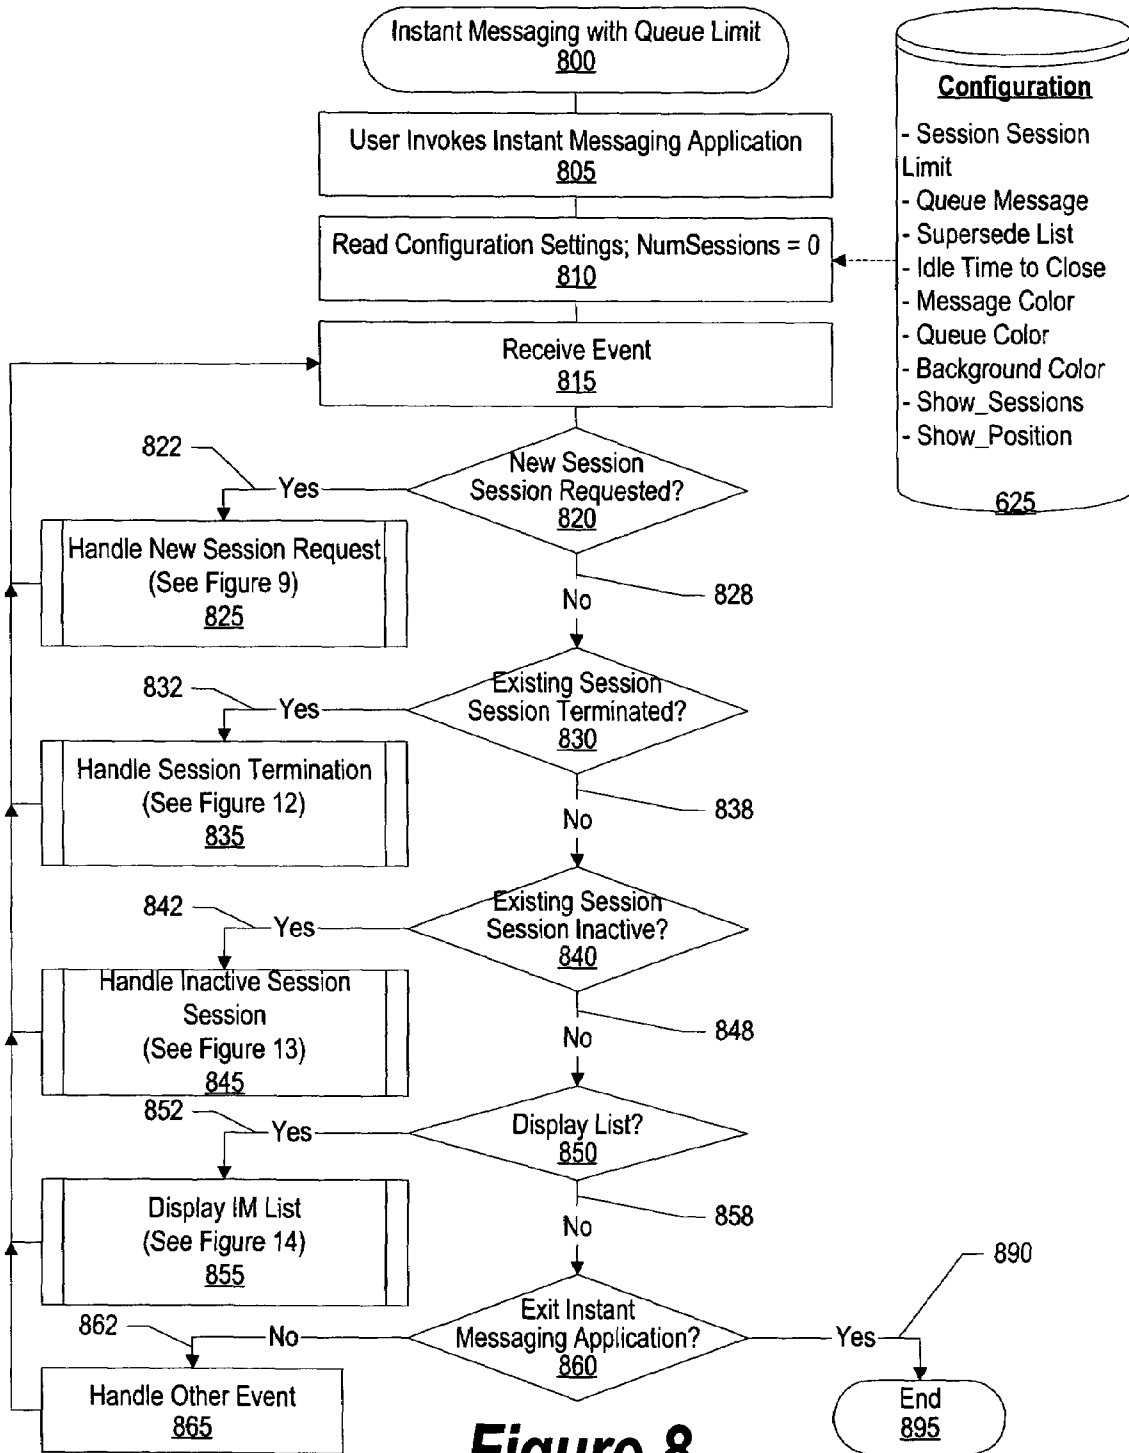 Instant Messaging with Queue Limit
800
User Invokes Instant Messaging Application
805
Read Configuration Settings; NumSessions = 0
810
Receive Event
815
Configuration
- Session Session
Limit
- Queue Message
- Supersede List
- Idle Time to Close
- Message Color
- Queue Color
- Background Color
- Show_Sessions
- Show_Position
625
New Session
Session Requested?
820
822
Yes
Handle New Session Request
(See Figure 9)
825
828
No
Existing Session
Session Terminated?
830
832
Yes
Handle Session Termination
(See Figure 12)
835
838
No
Existing Session
Session Inactive?
840
842
Yes
Handle Inactive Session
Session
(See Figure 13)
845
848
No
Display List?
850
852
Yes
Display IM List
(See Figure 14)
855
858
No
Exit Instant
Messaging Application?
860
862
No
Handle Other Event
865
890
Yes
End
895
Figure 8